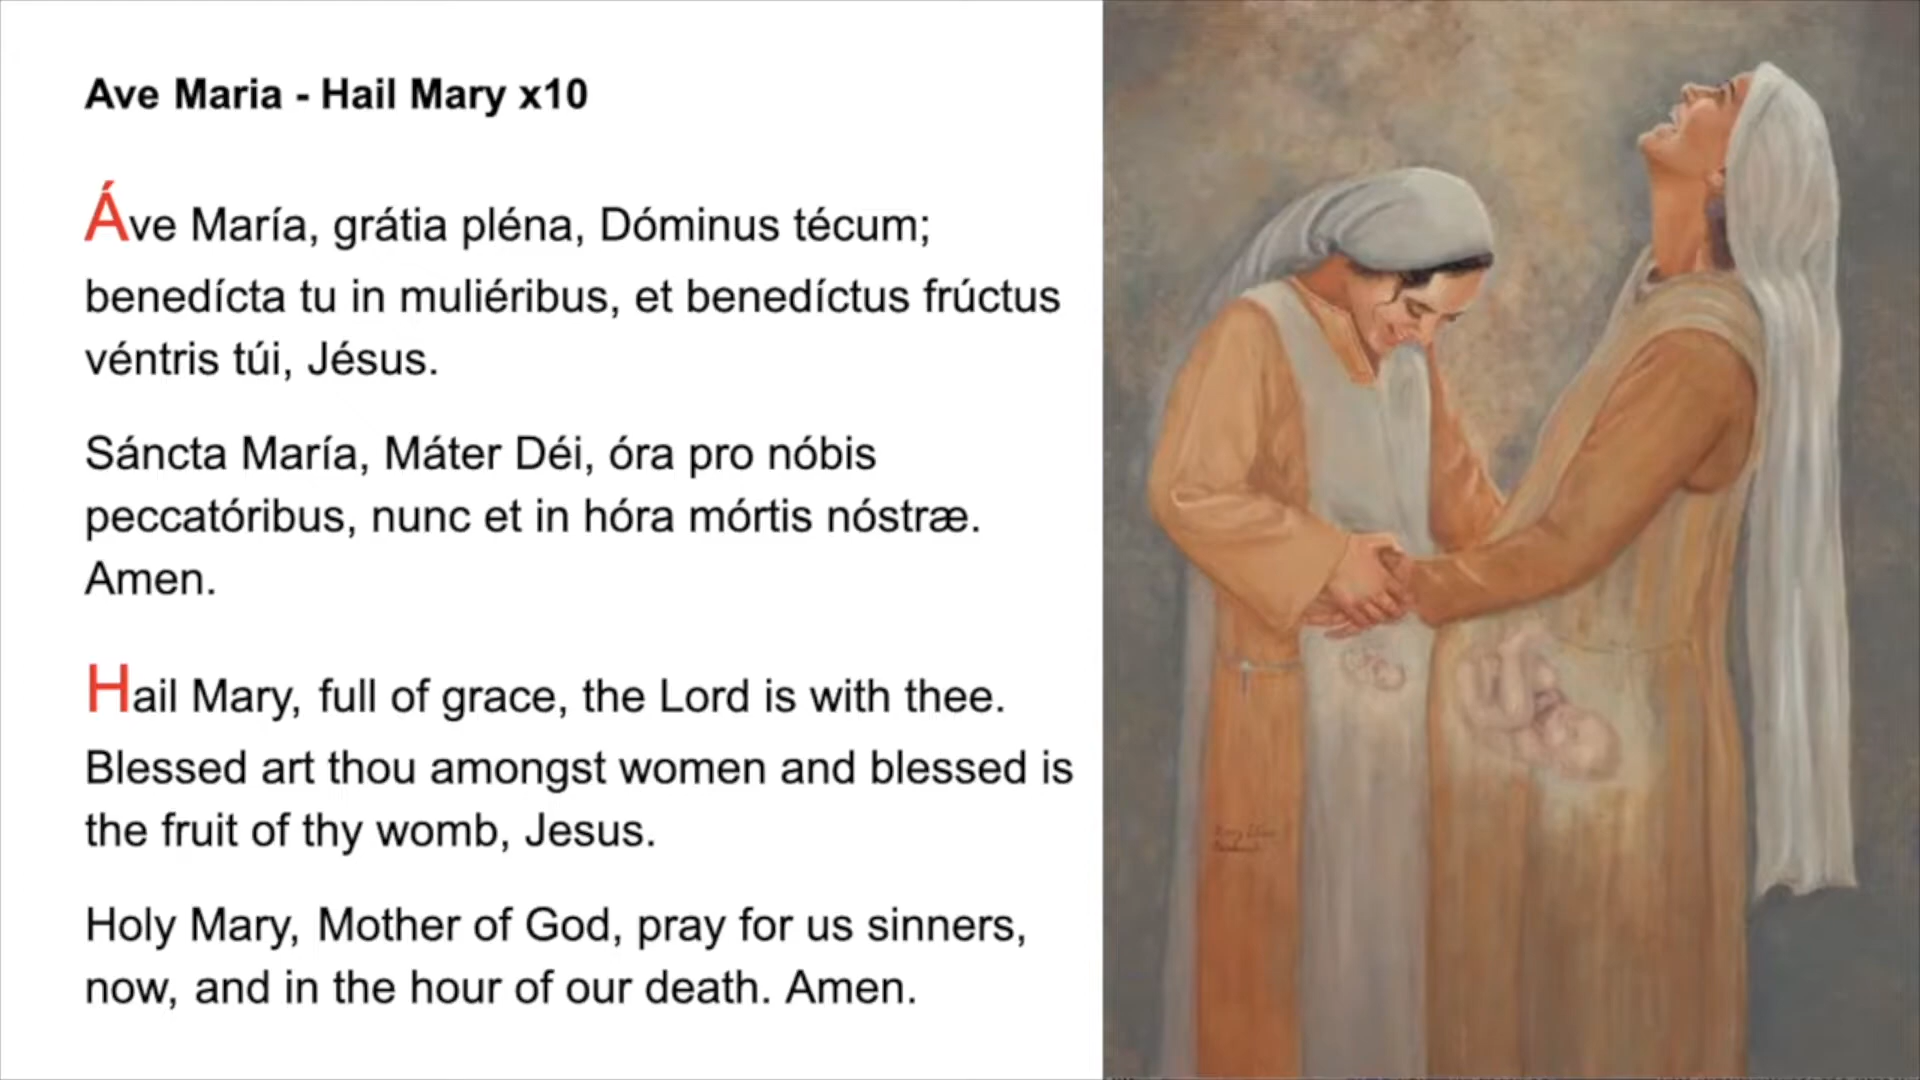 Ave Maria - Hail Mary x10
Áve María, grátia pléna, Dóminus técum;
benedícta tu in muliéribus, et benedíctus frúctus
véntris túi, Jésus.
Sáncta María, Máter Déi, óra pro nóbis
peccatóribus, nunc et in hóra mórtis nóstræ.
Amen.
Hail Mary, full of grace, the Lord is with thee.
Blessed art thou amongst women and blessed is
the fruit of thy womb, Jesus.
Holy Mary, Mother of God, pray for us sinners,
now, and in the hour of our death. Amen.